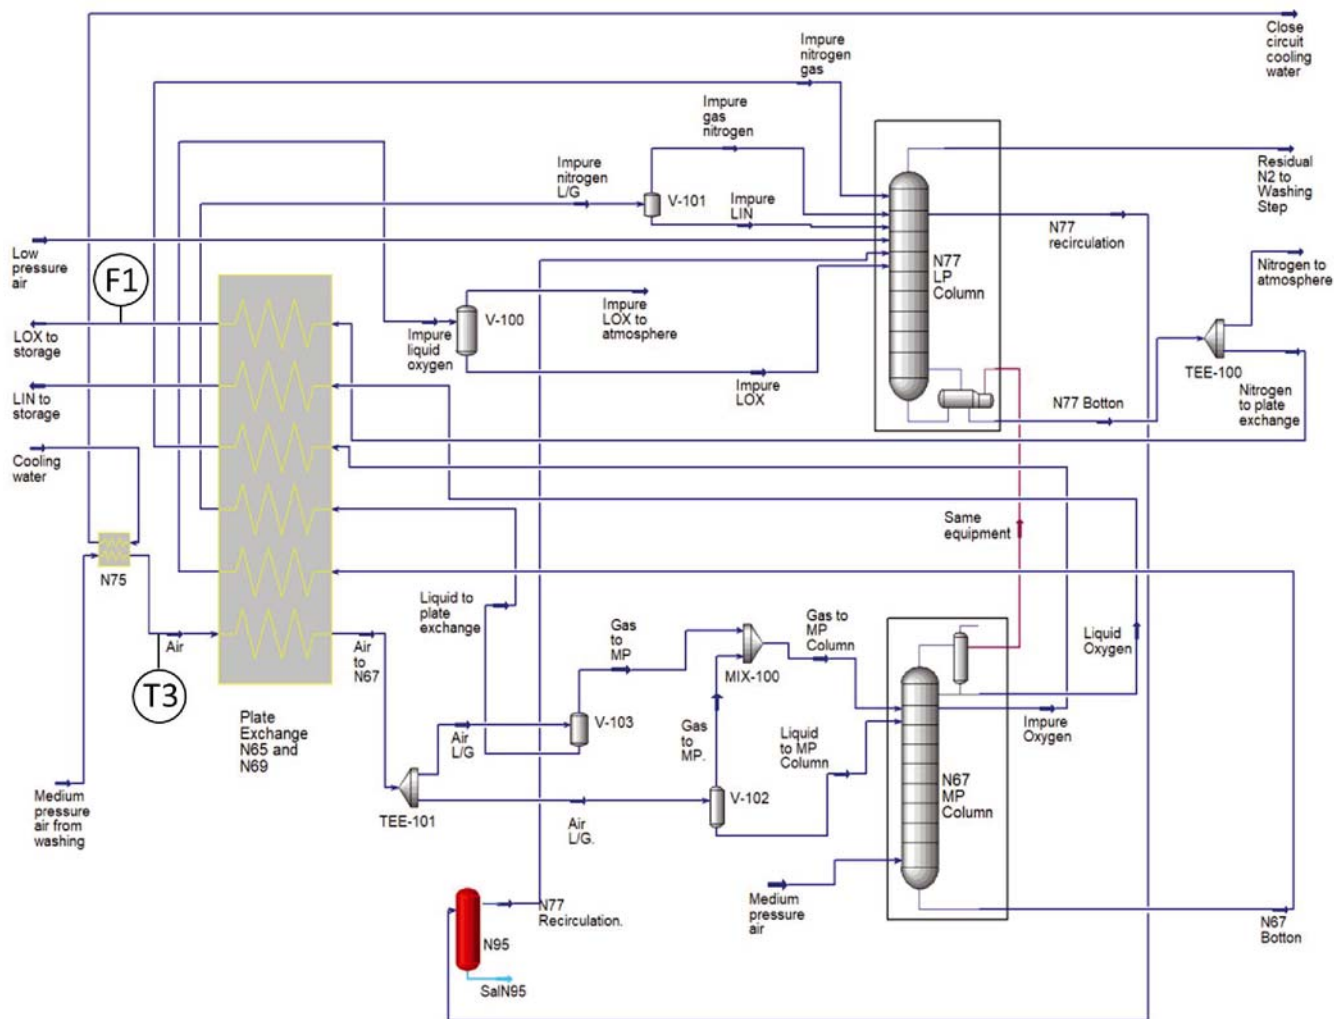 Close
circuit
cooling
water
Impure
nitrogen
gas
Impure
gas
nitrogen
Impure
nitrogen
L/G
V-101
Impure
LIN
Residual
N2 to
Washing
Step
N77
recirculation
Low
pressure
air
F1
N77
LP
Column
Nitrogen to
atmosphere
LOX to
storage
V-100
Impure
LOX to
atmosphere
Impure
liquid
oxygen
Impure
LOX
TEE-100
LIN to
storage
N77 Botton
Nitrogen
to plate
exchange
Cooling
water
Same
equipment
N75
Liquid to
plate
exchange
Gas
to
MP
Gas to
MP
Column
Liquid
Oxygen
Air
Air
to
N67
T3
MIX-100
Plate
Exchange
N65 and
N69
V-103
Air
L/G
Gas
to
MP.
Liquid
to MP
Column
Impure
Oxygen
Medium
pressure
air from
washing
TEE-101
V-102
N67
MP
Column
Air
L/G.
Medium
pressure
air
N77
Recirculation.
N95
SalN95
N67
Botton